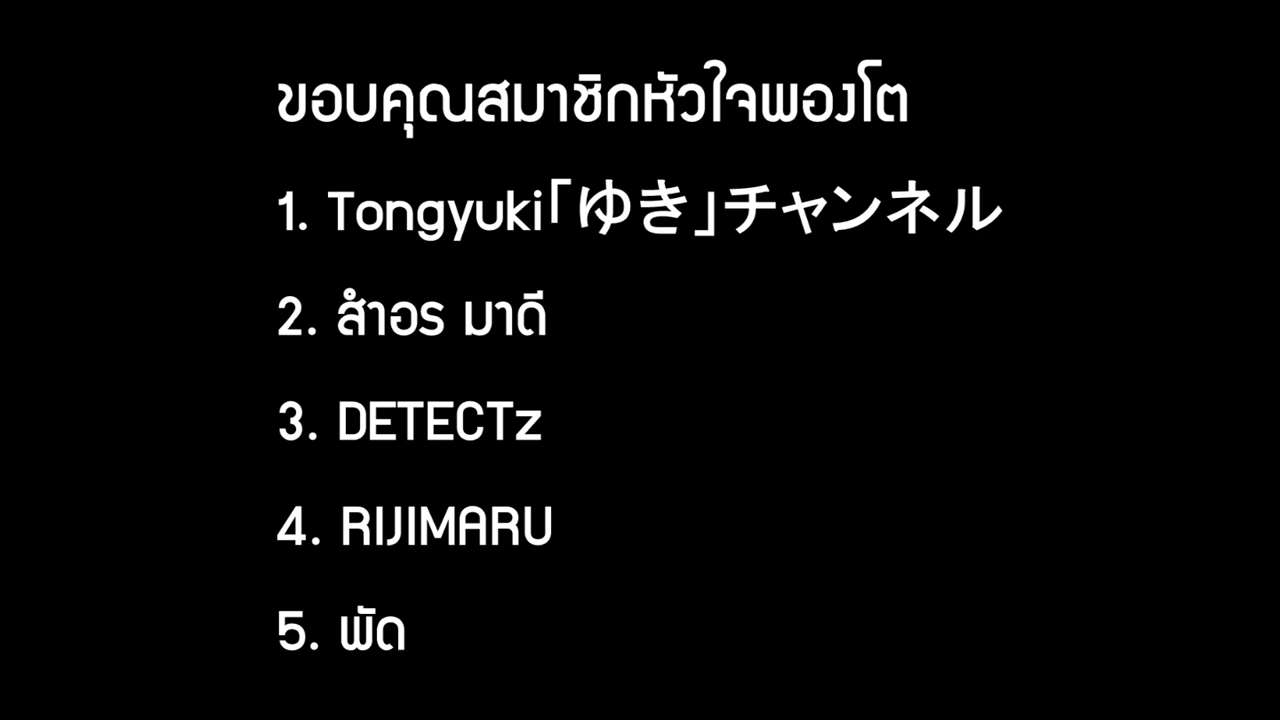 ขอบคุณสมาชิกหัวใจพองโต
1. Tongyuki「ゆき」チャンネル
2. สำอร มาดี
3. DETECTz
4. RIJIMARU
5. พัด